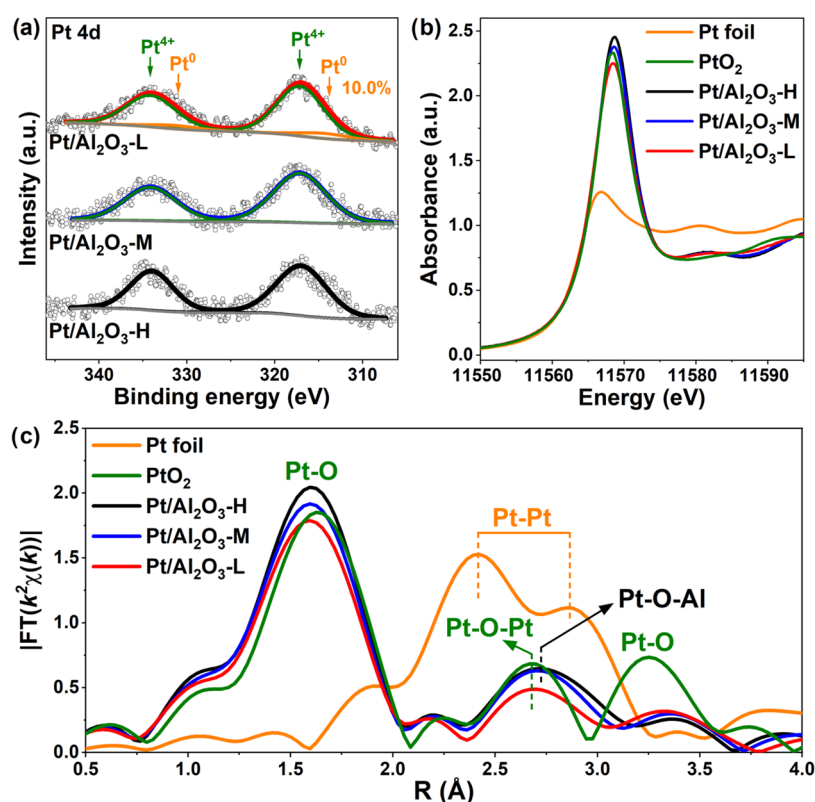 (a) Pt 4d
Pt4+
Pt0
Pt4+
Pt0
10.0%
Pt/Al2O3-L
Pt/Al2O3-M
Pt/Al2O3-H
Intensity (a.u.)
340 330 320 310
Binding energy (eV)
(b)
Pt foil
PtO2
Pt/Al2O3-H
Pt/Al2O3-M
Pt/Al2O3-L
Absorbance (a.u.)
2.5
2.0
1.5
1.0
0.5
0.0
11550 11560 11570 11580 11590
Energy (eV)
(c)
Pt foil
PtO2
Pt/Al2O3-H
Pt/Al2O3-M
Pt/Al2O3-L
Pt-O
Pt-Pt
Pt-O-Pt
Pt-O-Al
Pt-O
|FT(k2χ(k))|
2.5
2.0
1.5
1.0
0.5
0.0
0.5 1.0 1.5 2.0 2.5 3.0 3.5 4.0
R (Å)